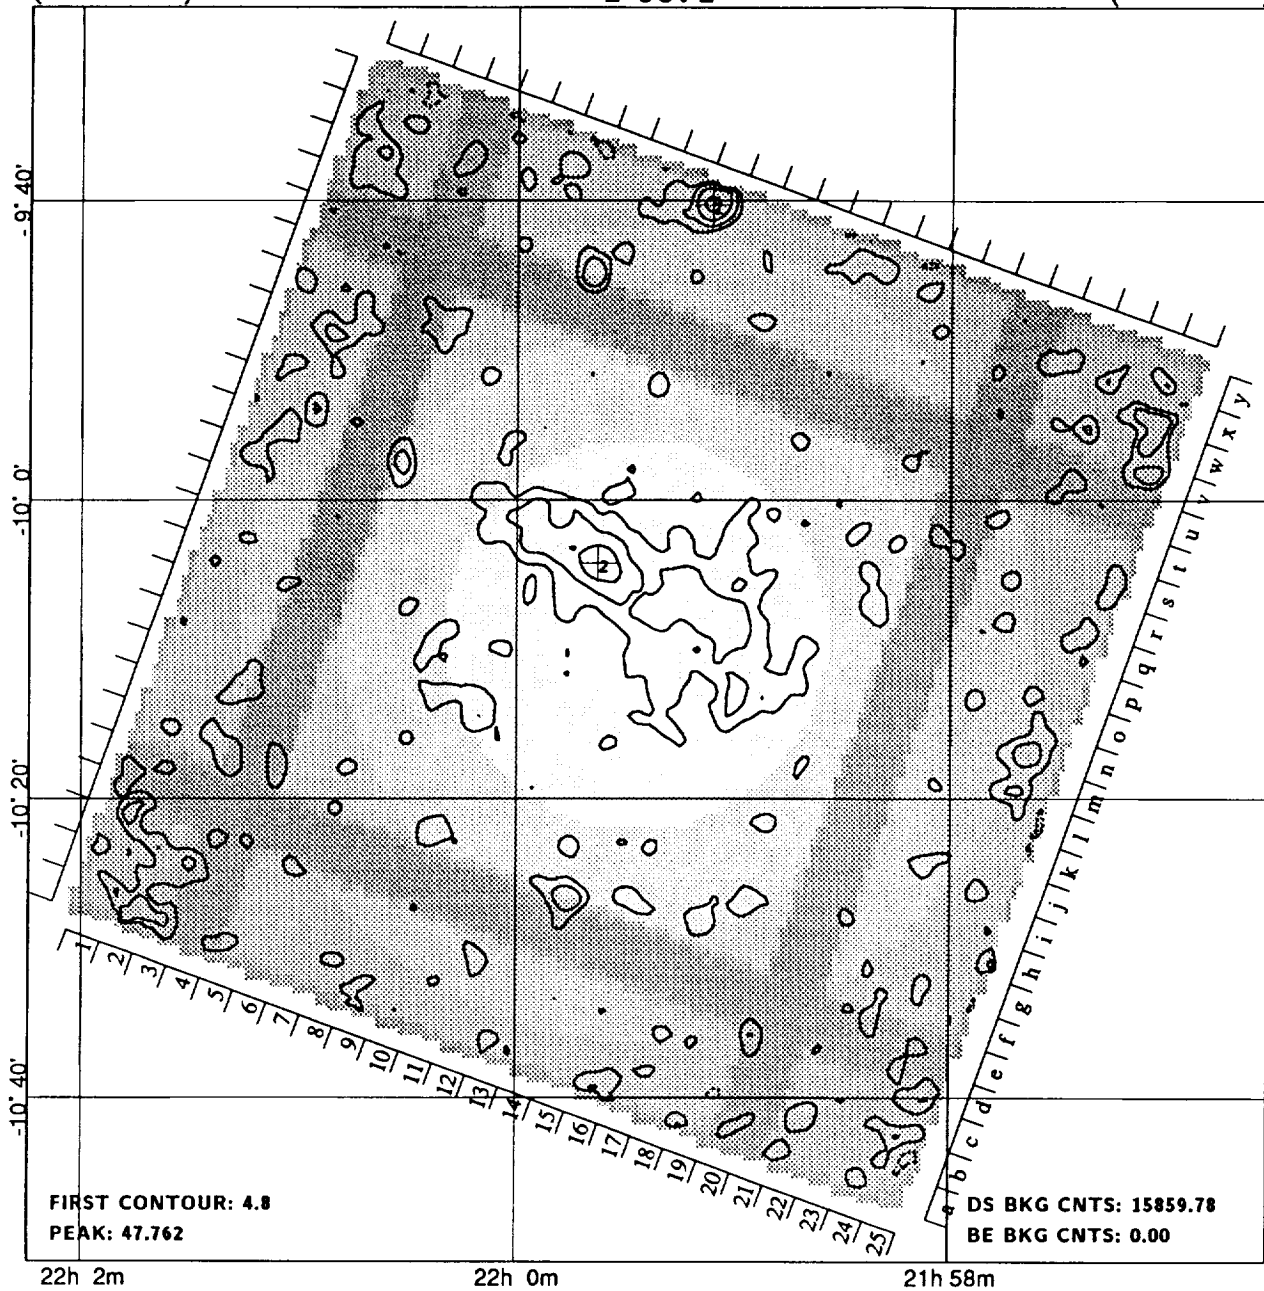 -9° 40'
-10° 0'
-10° 20'
-10° 40'
2
y
x
w
v
u
t
s
r
q
p
o
n
m
l
k
j
i
h
g
f
e
d
c
b
a
1 2 3 4 5 6 7 8 9 10 11 12 13 14 15 16 17 18 19 20 21 22 23 24 25
FIRST CONTOUR: 4.8
PEAK: 47.762
DS BKG CNTS: 15859.78
BE BKG CNTS: 0.00
22h 2m
22h 0m
21h 58m